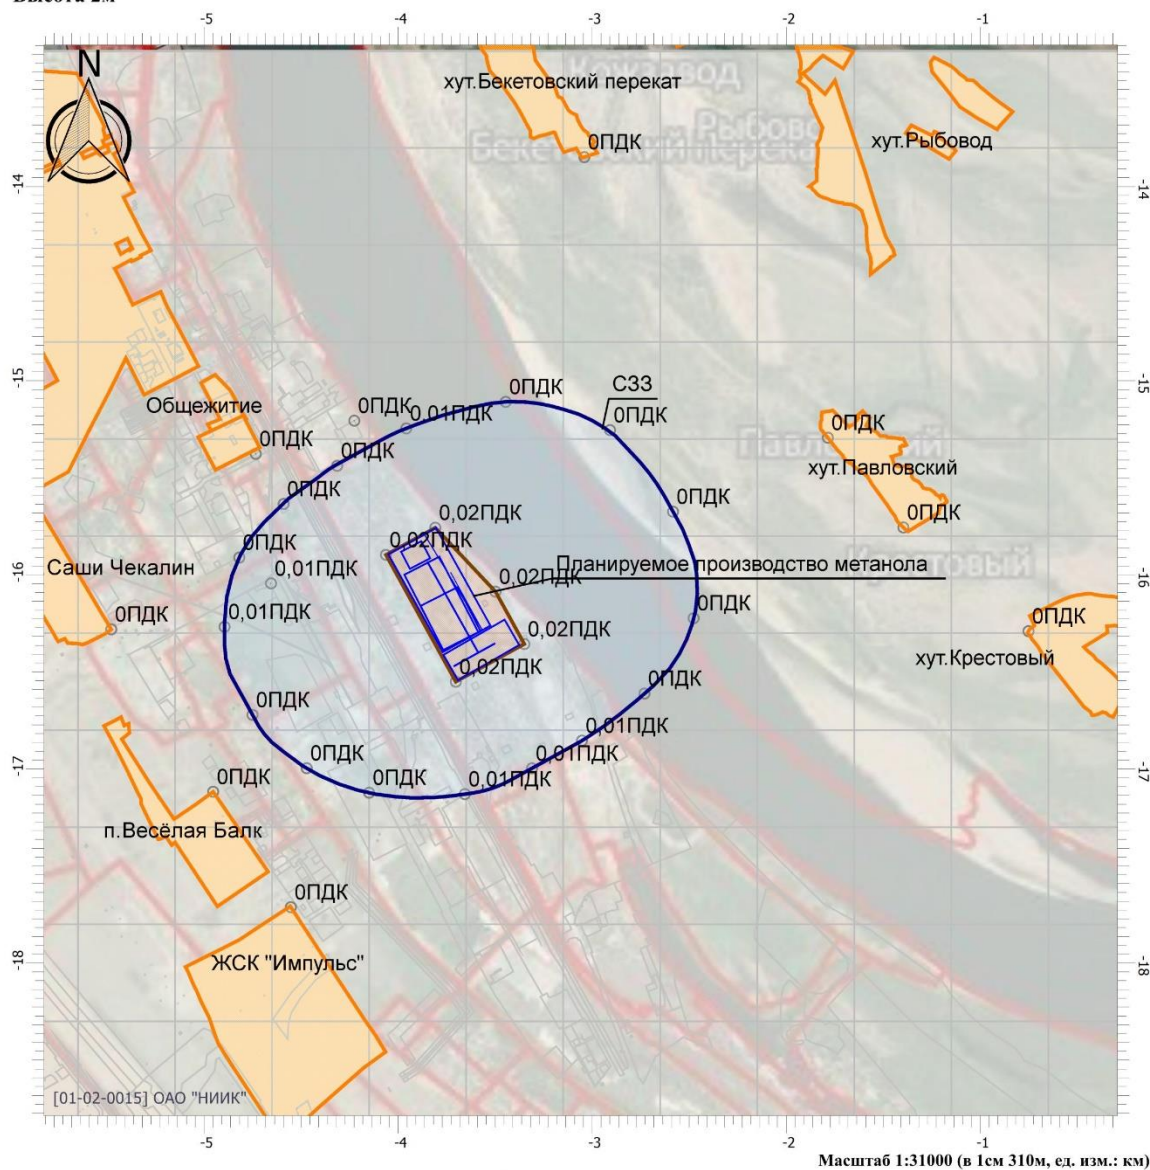 Высота 2м
-5 -4 -3 -2 -1
N
хут.Бекетовский перекат
Кожзавод
хут.Рыбовод
0ПДК
-14
-14
-15
-15
СЗЗ
0ПДК
0ПДК
0,01ПДК
0ПДК
Общежитие
0ПДК
0ПДК
0ПДК
Павловский
хут.Павловский
0ПДК
0ПДК
0ПДК
0ПДК
0,02ПДК
0ПДК
0,02ПДК
Крестовый
Планируемое производство метанола
Саши Чекалин
0,01ПДК
0,02ПДК
-16
-16
0ПДК
0,01ПДК
0ПДК
0ПДК
0,02ПДК
хут.Крестовый
0,02ПДК
0ПДК
0ПДК
0,01ПДК
0,01ПДК
0ПДК
0ПДК
0ПДК
0,01ПДК
-17
-17
п.Весёлая Балк
0ПДК
ЖСК "Импульс"
-18
-18
[01-02-0015] ОАО "НИИК"
-5 -4 -3 -2 -1
Масштаб 1:31000 (в 1см 310м, ед. изм.: км)